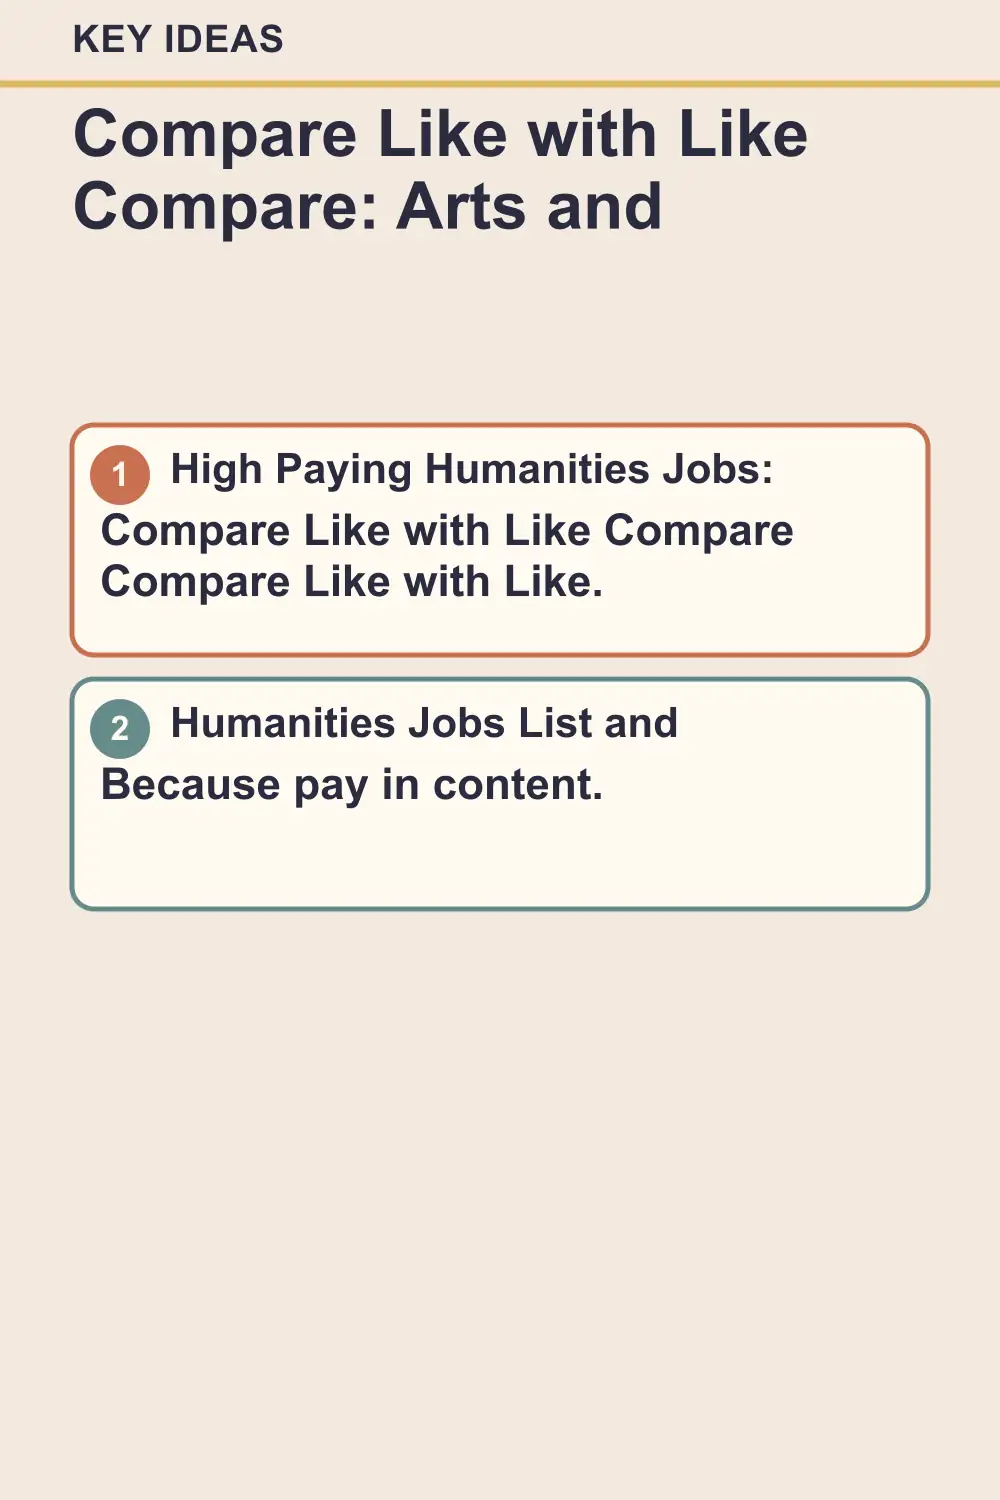 KEY IDEAS
Compare Like with Like
Compare: Arts and
1
High Paying Humanities Jobs:
Compare Like with Like Compare
Compare Like with Like.
2
Humanities Jobs List and
Because pay in content.